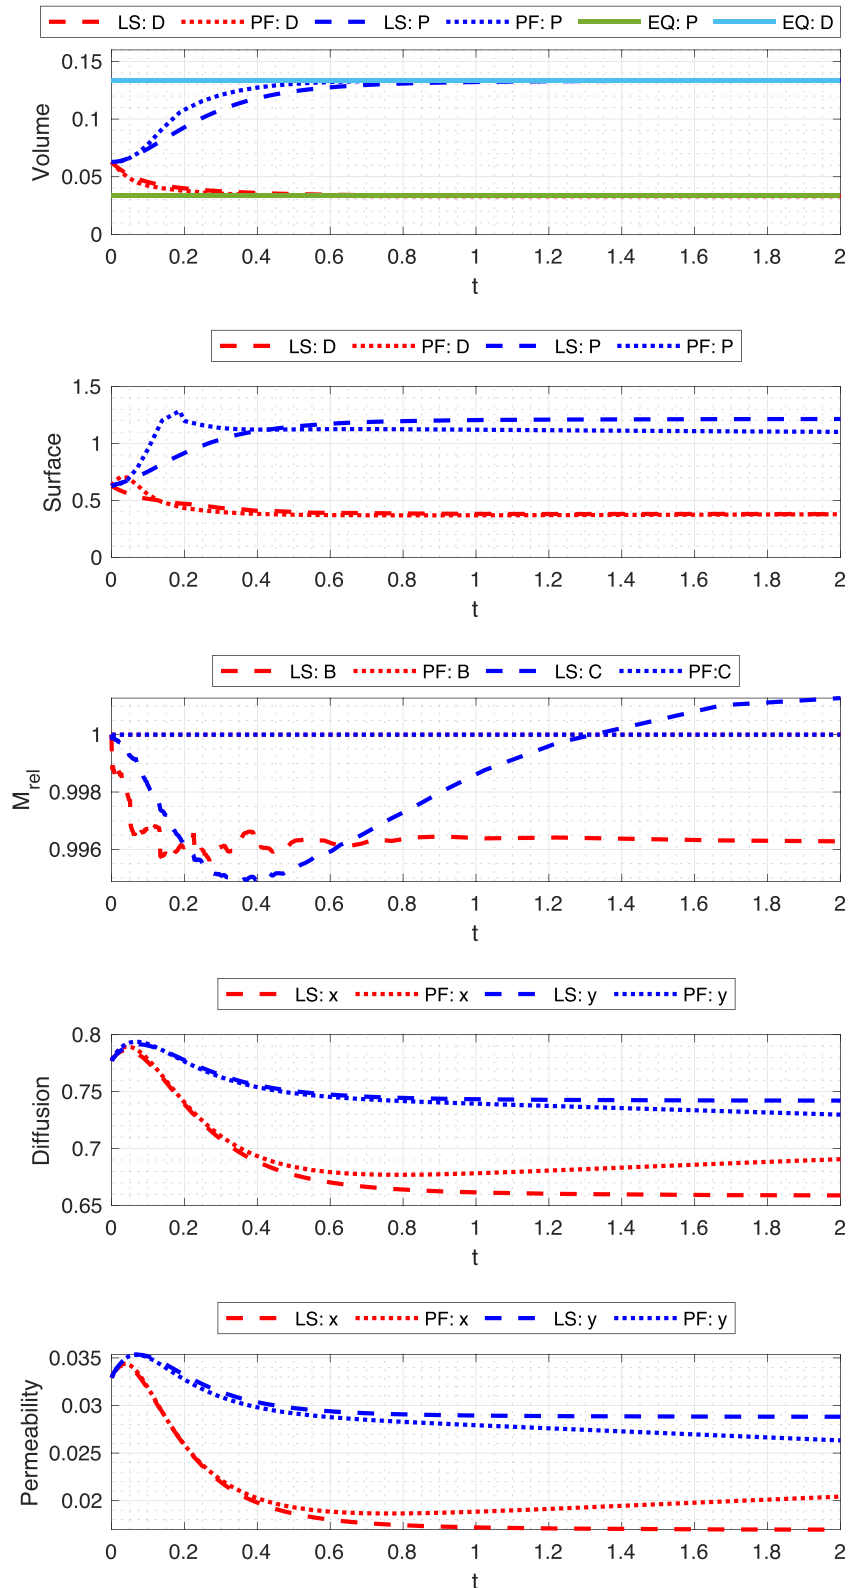 LS: D PF: D LS: P PF: P EQ: P EQ: D
0.15
0.1
0.05
0
Volume
0 0.2 0.4 0.6 0.8 1 1.2 1.4 1.6 1.8 2
t
LS: D PF: D LS: P PF: P
1.5
1
0.5
0
Surface
0 0.2 0.4 0.6 0.8 1 1.2 1.4 1.6 1.8 2
t
LS: B PF: B LS: C PF:C
1
0.998
0.996
M_rel
0 0.2 0.4 0.6 0.8 1 1.2 1.4 1.6 1.8 2
t
LS: x PF: x LS: y PF: y
0.8
0.75
0.7
0.65
Diffusion
0 0.2 0.4 0.6 0.8 1 1.2 1.4 1.6 1.8 2
t
LS: x PF: x LS: y PF: y
0.035
0.03
0.025
0.02
Permeability
0 0.2 0.4 0.6 0.8 1 1.2 1.4 1.6 1.8 2
t